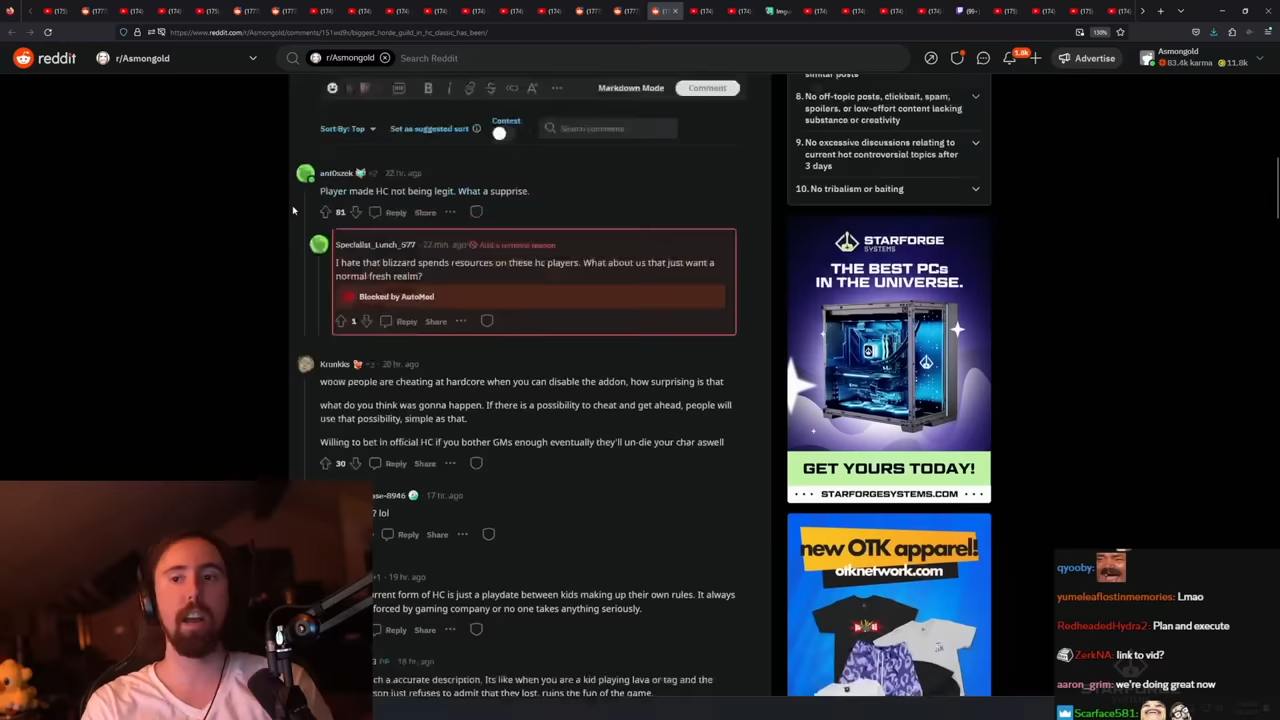 https://www.reddit.com/r/Asmongold/comments/151wd9s/biggest_horde_guild_in_hc_classic_has_been/
130%
reddit
r/Asmongold
r/Asmongold
Search Reddit
1.8k
Advertise
Asmongold
83.4k karma
11.8k
Markdown Mode
Comment
Sort By: Top
Set as suggested sort
Contest
Search comments
ant0szek
+2
22 hr. ago
Player made HC not being legit. What a supprise.
81
Reply
Share
Specialist_Lunch_577
22 min. ago
Add a removal reason
I hate that blizzard spends resources on these hc players. What about us that just want a
normal fresh realm?
Blocked by AutoMod
1
Reply
Share
Krunkks
20 hr. ago
woow people are cheating at hardcore when you can disable the addon, how surprising is that
what do you think was gonna happen. If there is a possibility to cheat and get ahead, people will
use that possibility, simple as that.
Willing to bet in official HC if you bother GMs enough eventually they'll un-die your char aswell
30
Reply
Share
ase-8946
17 hr. ago
? lol
Reply
Share
+1
19 hr. ago
rrent form of HC is just a playdate between kids making up their own rules. It always
forced by gaming company or no one takes anything seriously.
Reply
Share
18 hr. ago
ch a accurate description. Its like when you are a kid playing lava or tag and the
son just refuses to admit that they lost, ruins the fun of the game.
similar posts
8. No off-topic posts, clickbait, spam,
spoilers, or low-effort content lacking
substance or creativity
9. No excessive discussions relating to
current hot controversial topics after
3 days
10. No tribalism or baiting
STARFORGE
SYSTEMS
THE BEST PCs
IN THE UNIVERSE.
GET YOURS TODAY!
STARFORGESYSTEMS.COM
new OTK apparel!
otknetwork.com
qyooby:
yumeleaflostinmemories: Lmao
RedheadedHydra2: Plan and execute
ZerkNA: link to vid?
aaron_grim: we're doing great now
Scarface581: